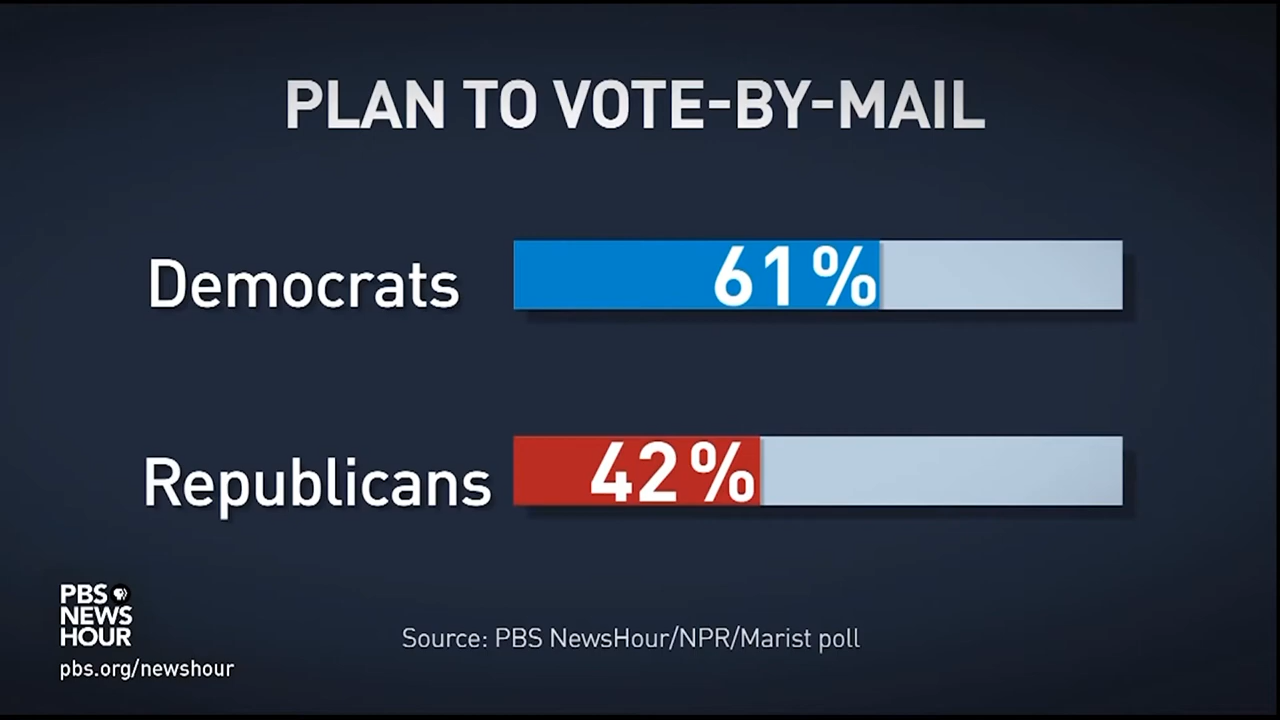 PLAN TO VOTE-BY-MAIL
Democrats 61%
Republicans 42%
PBS
NEWS
HOUR
pbs.org/newshour
Source: PBS NewsHour/NPR/Marist poll